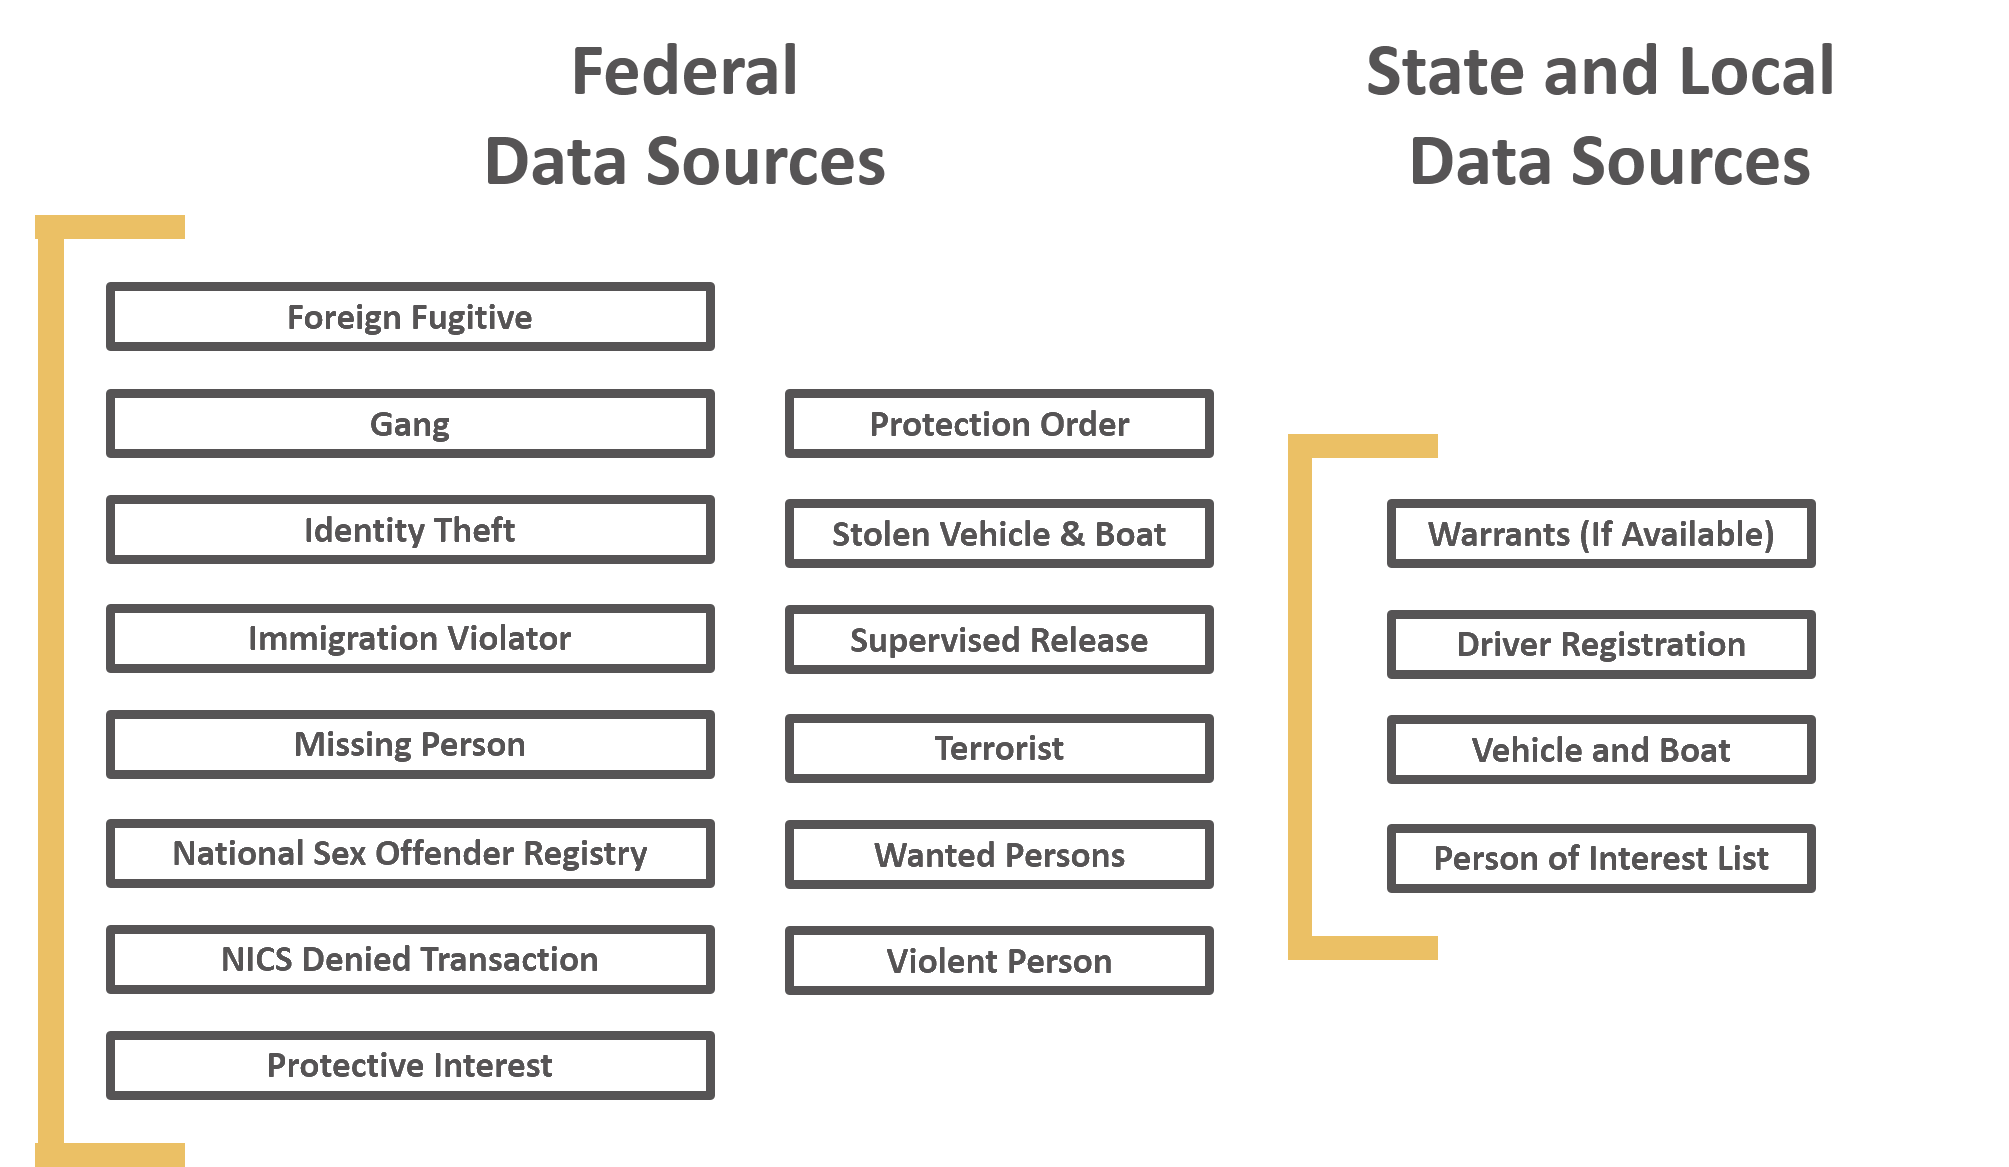 Federal
Data Sources
Foreign Fugitive
Gang
Identity Theft
Immigration Violator
Missing Person
National Sex Offender Registry
NICS Denied Transaction
Protective Interest
Protection Order
Stolen Vehicle & Boat
Supervised Release
Terrorist
Wanted Persons
Violent Person
State and Local
Data Sources
Warrants (If Available)
Driver Registration
Vehicle and Boat
Person of Interest List